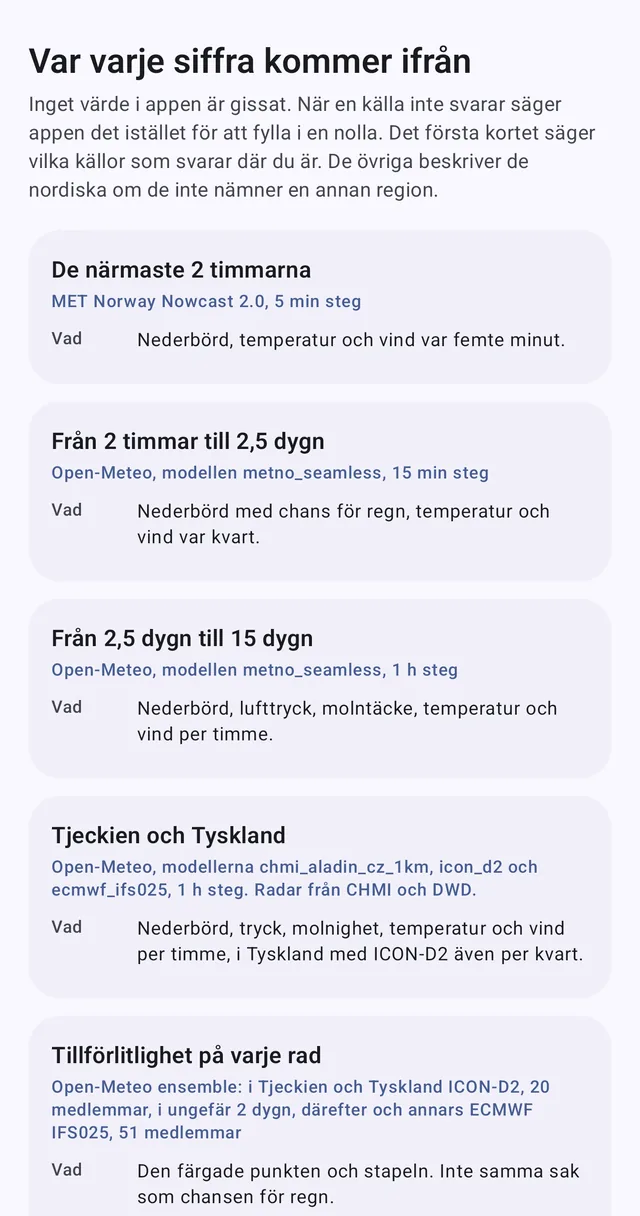 Var varje siffra kommer ifrån
Inget värde i appen är gissat. När en källa inte svarar säger
appen det istället för att fylla i en nolla. Det första kortet säger
vilka källor som svarar där du är. De övriga beskriver de
nordiska om de inte nämner en annan region.
De närmaste 2 timmarna
MET Norway Nowcast 2.0, 5 min steg
Vad Nederbörd, temperatur och vind var femte minut.
Från 2 timmar till 2,5 dygn
Open-Meteo, modellen metno_seamless, 15 min steg
Vad Nederbörd med chans för regn, temperatur och
vind var kvart.
Från 2,5 dygn till 15 dygn
Open-Meteo, modellen metno_seamless, 1 h steg
Vad Nederbörd, lufttryck, molntäcke, temperatur och
vind per timme.
Tjeckien och Tyskland
Open-Meteo, modellerna chmi_aladin_cz_1km, icon_d2 och
ecmwf_ifs025, 1 h steg. Radar från CHMI och DWD.
Vad Nederbörd, tryck, molnighet, temperatur och vind
per timme, i Tyskland med ICON-D2 även per kvart.
Tillförlitlighet på varje rad
Open-Meteo ensemble: i Tjeckien och Tyskland ICON-D2, 20
medlemmar, i ungefär 2 dygn, därefter och annars ECMWF
IFS025, 51 medlemmar
Vad Den färgade punkten och stapeln. Inte samma sak
som chansen för regn.